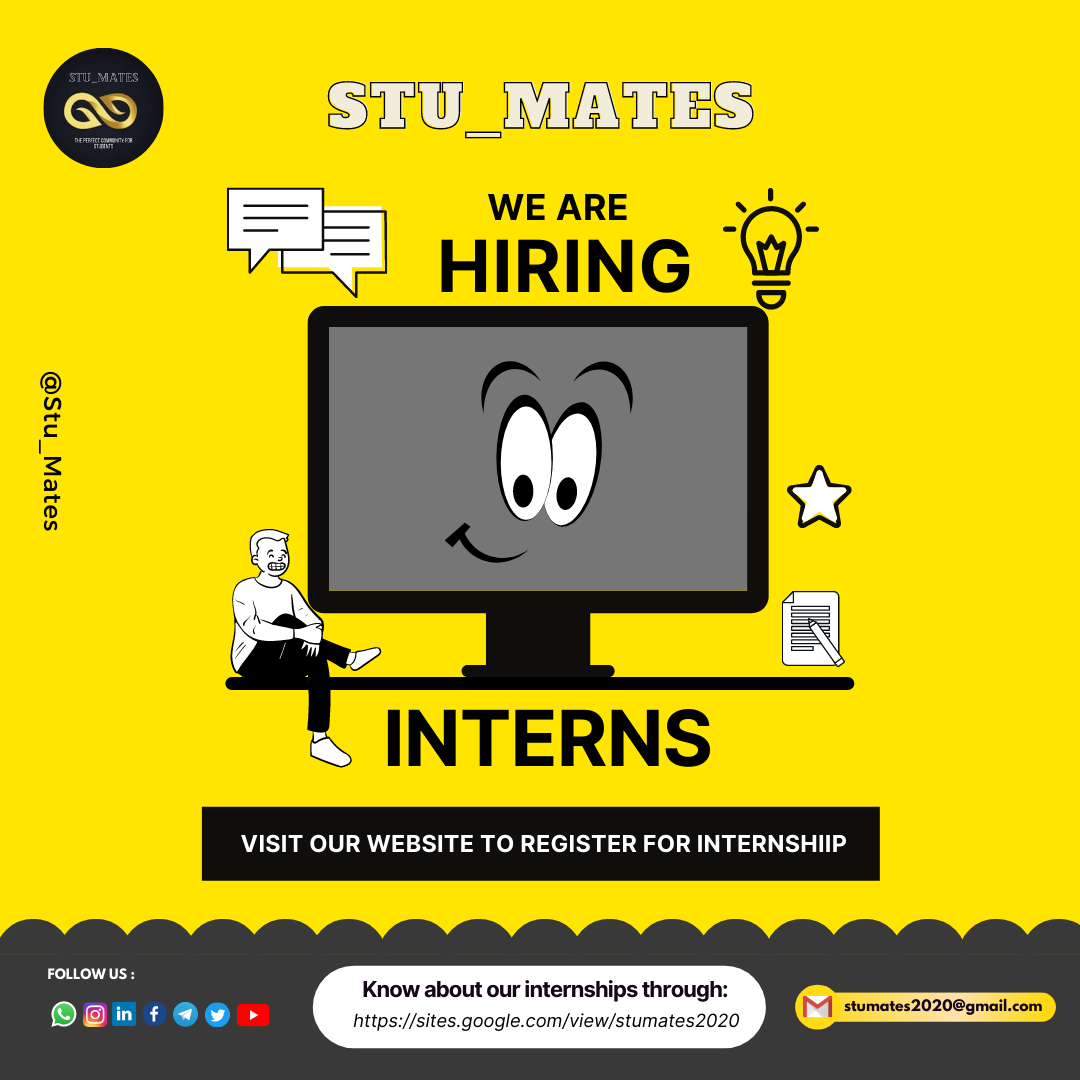 STU_MATES
THE PERFECT COMMUNITY FOR
STUDENTS
STU_MATES
WE ARE
HIRING
@Stu_Mates
INTERNS
VISIT OUR WEBSITE TO REGISTER FOR INTERNSHIIP
FOLLOW US :
Know about our internships through:
https://sites.google.com/view/stumates2020
stumates2020@gmail.com